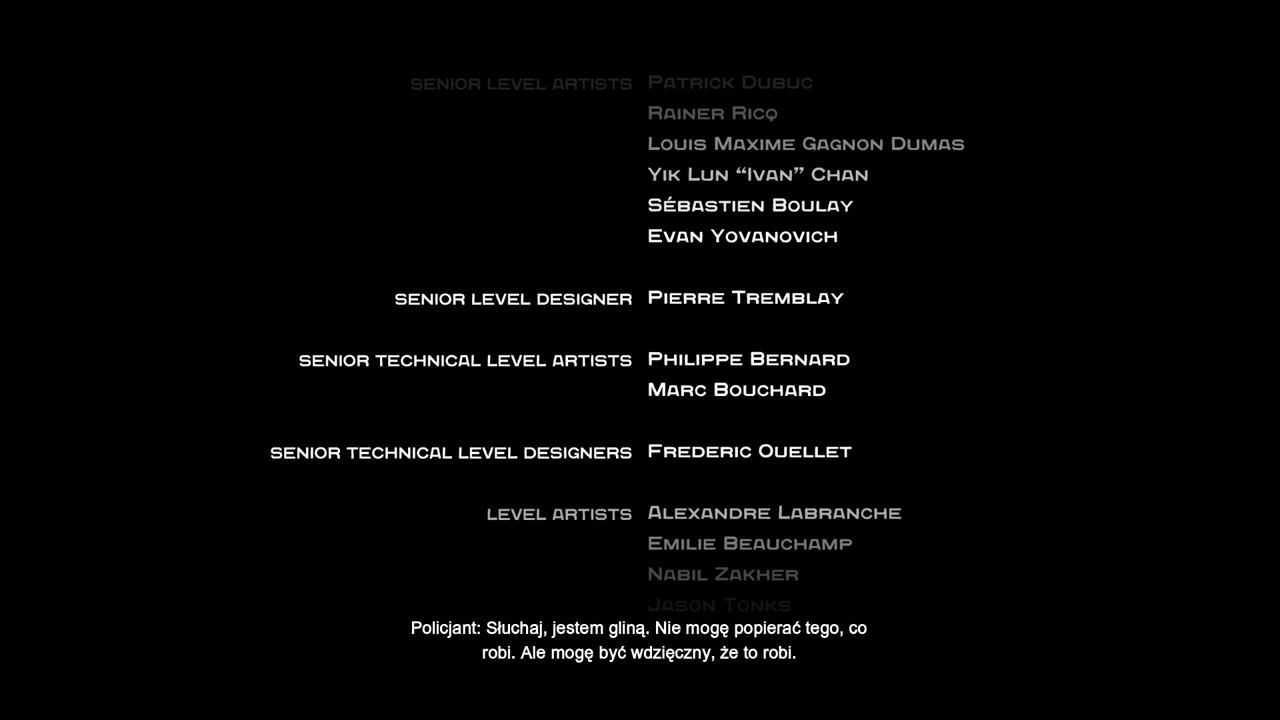 SENIOR LEVEL ARTISTS PATRICK DUBUC
RAINER RICQ
LOUIS MAXIME GAGNON DUMAS
YIK LUN “IVAN” CHAN
SÉBASTIEN BOULAY
EVAN YOVANOVICH
SENIOR LEVEL DESIGNER PIERRE TREMBLAY
SENIOR TECHNICAL LEVEL ARTISTS PHILIPPE BERNARD
MARC BOUCHARD
SENIOR TECHNICAL LEVEL DESIGNERS FREDERIC OUELLET
LEVEL ARTISTS ALEXANDRE LABRANCHE
EMILIE BEAUCHAMP
NABIL ZAKHER
JASON TONKS
Policjant: Słuchaj, jestem gliną. Nie mogę popierać tego, co
robi. Ale mogę być wdzięczny, że to robi.